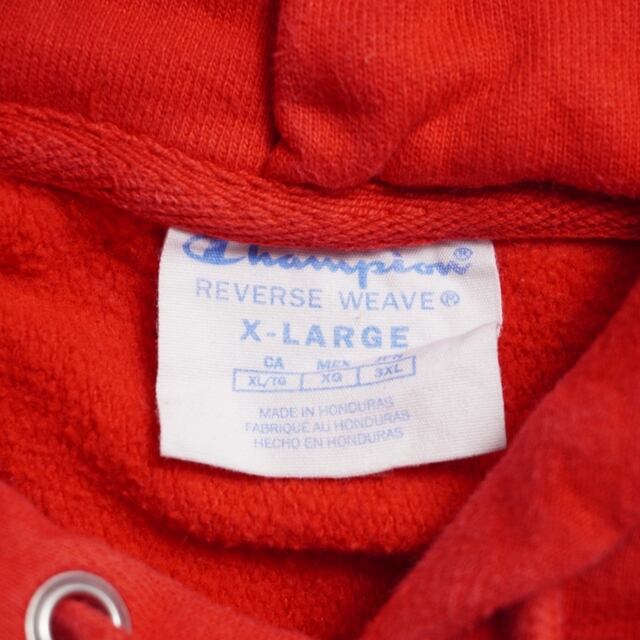 Champion®
REVERSE WEAVE®
X-LARGE
CA MEX JPN
XL/TG XG 3XL
MADE IN HONDURAS
FABRIQUÉ AU HONDURAS
HECHO EN HONDURAS